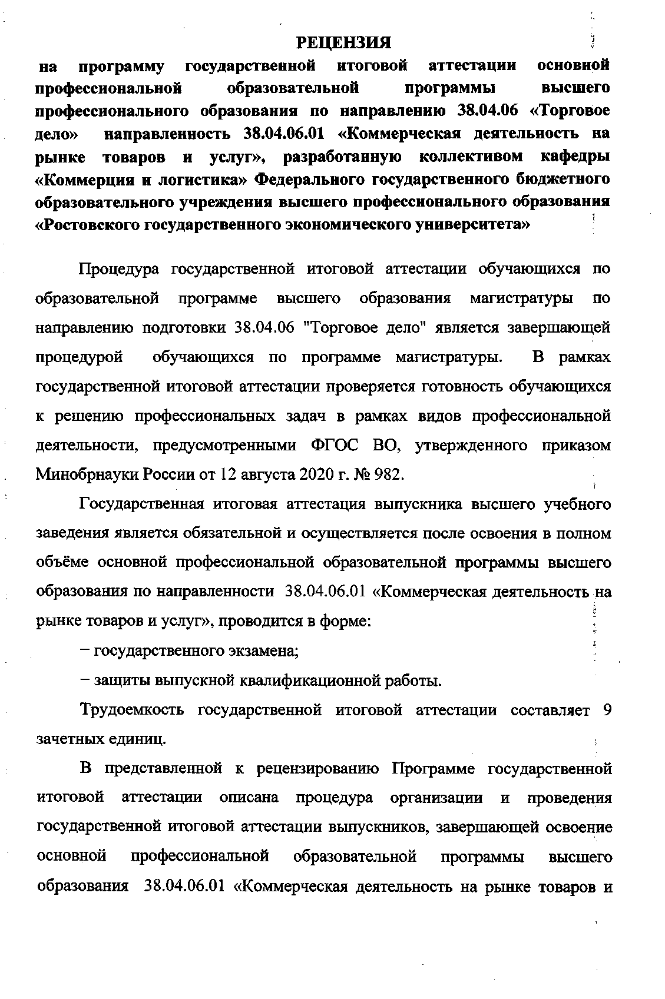 РЕЦЕНЗИЯ
на программу государственной итоговой аттестации основной
профессиональной образовательной программы высшего
профессионального образования по направлению 38.04.06 «Торговое
дело» направленность 38.04.06.01 «Коммерческая деятельность на
рынке товаров и услуг», разработанную коллективом кафедры
«Коммерция и логистика» Федерального государственного бюджетного
образовательного учреждения высшего профессионального образования
«Ростовского государственного экономического университета»
Процедура государственной итоговой аттестации обучающихся по
образовательной программе высшего образования магистратуры по
направлению подготовки 38.04.06 "Торговое дело" является завершающей
процедурой обучающихся по программе магистратуры. В рамках
государственной итоговой аттестации проверяется готовность обучающихся
к решению профессиональных задач в рамках видов профессиональной
деятельности, предусмотренными ФГОС ВО, утвержденного приказом
Минобрнауки России от 12 августа 2020 г. № 982.
Государственная итоговая аттестация выпускника высшего учебного
заведения является обязательной и осуществляется после освоения в полном
объёме основной профессиональной образовательной программы высшего
образования по направленности 38.04.06.01 «Коммерческая деятельность на
рынке товаров и услуг», проводится в форме:
− государственного экзамена;
− защиты выпускной квалификационной работы.
Трудоемкость государственной итоговой аттестации составляет 9
зачетных единиц.
В представленной к рецензированию Программе государственной
итоговой аттестации описана процедура организации и проведения
государственной итоговой аттестации выпускников, завершающей освоение
основной профессиональной образовательной программы высшего
образования 38.04.06.01 «Коммерческая деятельность на рынке товаров и